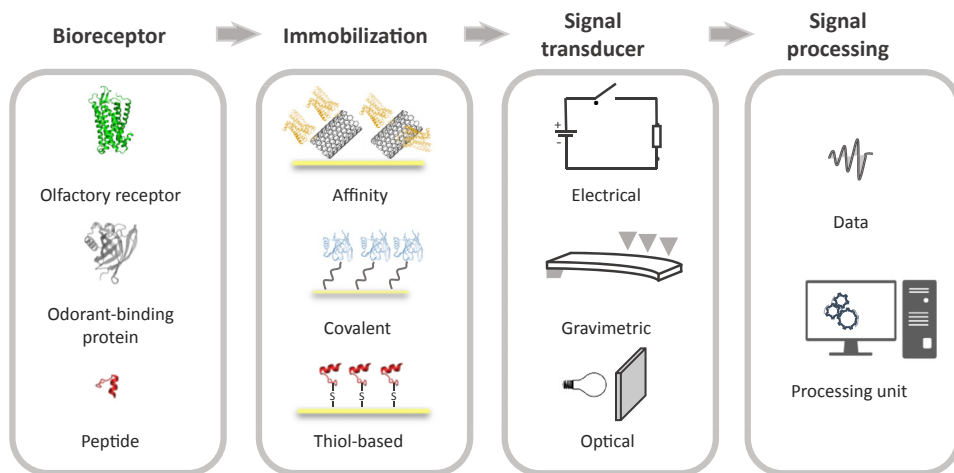 Bioreceptor
Immobilization
Signal
transducer
Signal
processing
Olfactory receptor
Odorant-binding
protein
Peptide
Affinity
Covalent
S S S
Thiol-based
+
-
Electrical
Gravimetric
Optical
Data
Processing unit